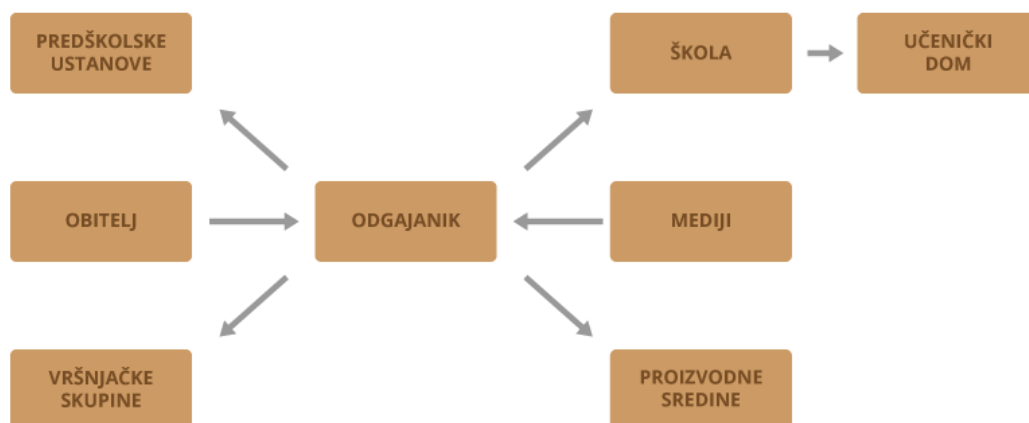 PREDŠKOLSKE
USTANOVE
ŠKOLA
UČENIČKI
DOM
OBITELJ
ODGAJANIK
MEDIJI
VRŠNJAČKE
SKUPINE
PROIZVODNE
SREDINE